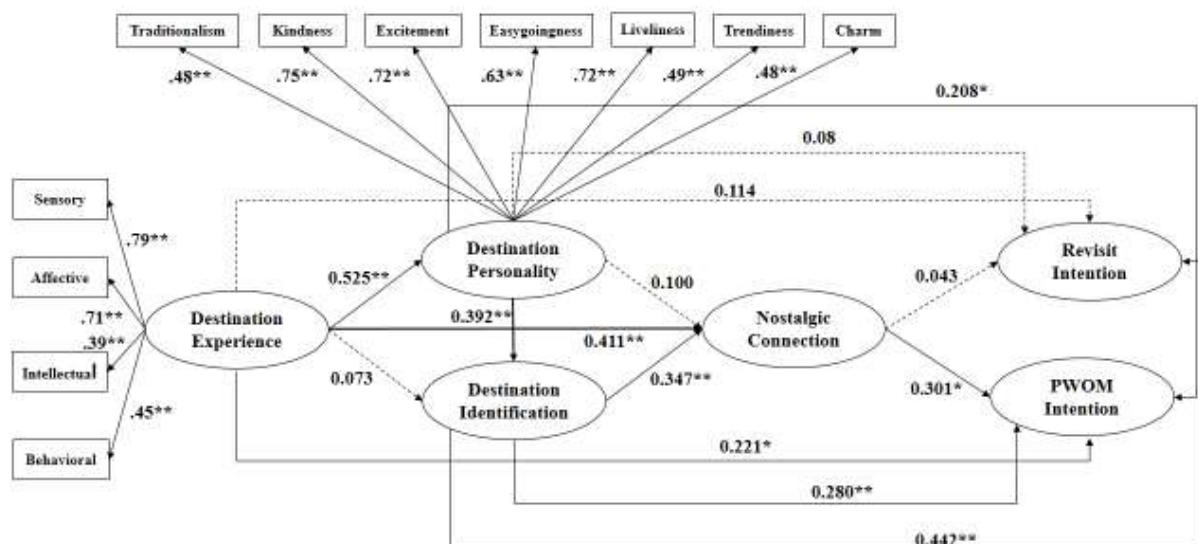 Traditionalism
Kindness
Excitement
Easygoingness
Liveliness
Trendiness
Charm
.48**
.75**
.72**
.63**
.72**
.49**
.48**
0.208*
0.08
0.114
Sensory
.79**
Affective
.71**
.39**
Intellectual
.45**
Behavioral
Destination
Experience
0.525**
Destination
Personality
0.100
0.392**
0.411**
0.073
Destination
Identification
0.347**
Nostalgic
Connection
0.043
Revisit
Intention
0.301*
PWOM
Intention
0.221*
0.280**
0.442**